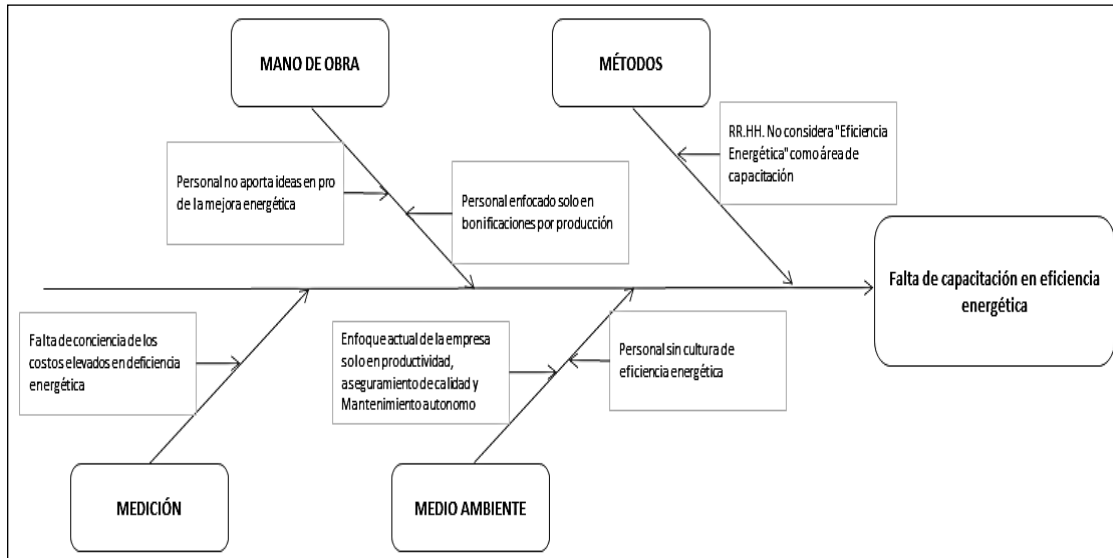 MANO DE OBRA
MÉTODOS
RR.HH. No considera "Eficiencia
Energética" como área de
capacitación
Personal no aporta ideas en pro
de la mejora energética
Personal enfocado solo en
bonificaciones por producción
Falta de capacitación en eficiencia
energética
Falta de conciencia de los
costos elevados en deficiencia
energética
Enfoque actual de la empresa
solo en productividad,
aseguramiento de calidad y
Mantenimiento autonomo
Personal sin cultura de
eficiencia energética
MEDICIÓN
MEDIO AMBIENTE